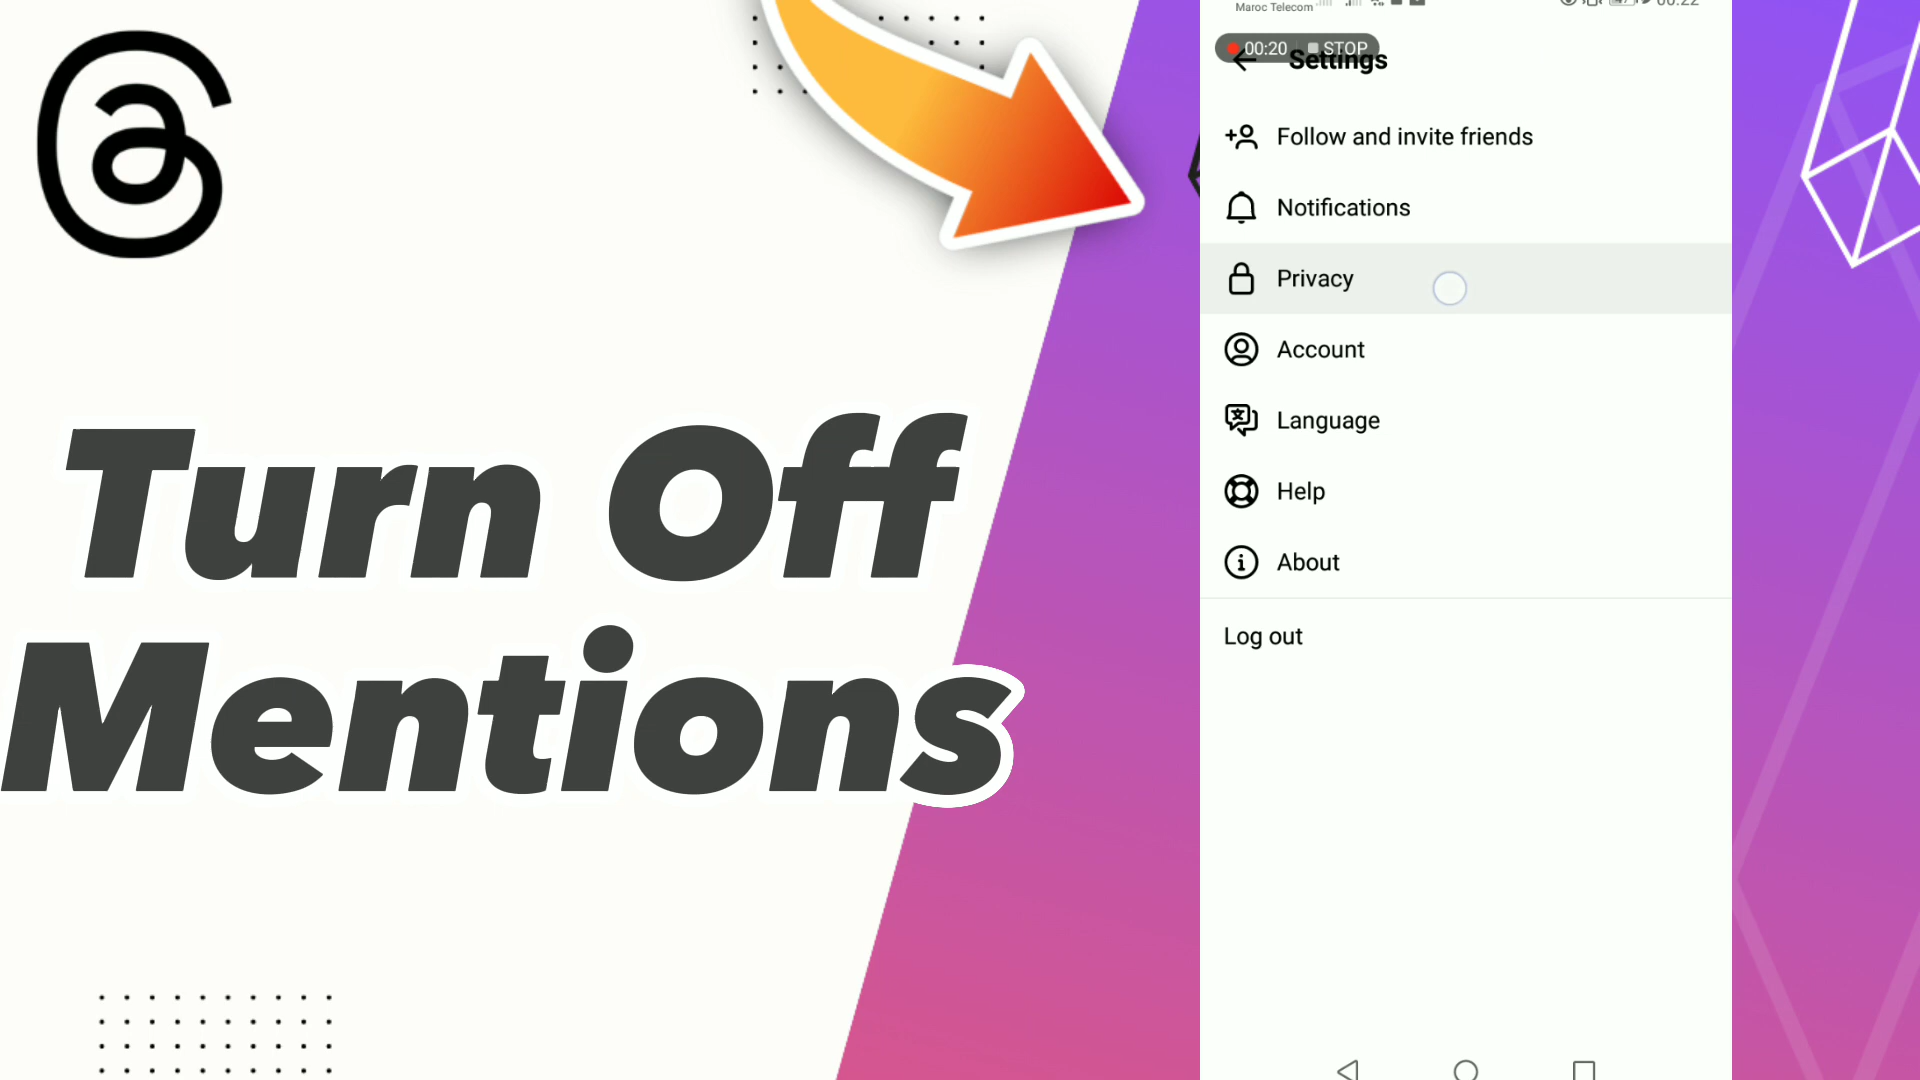 Turn Off
Mentions
Maroc Telecom
00:20 STOP
Settings
Follow and invite friends
Notifications
Privacy
Account
Language
Help
About
Log out